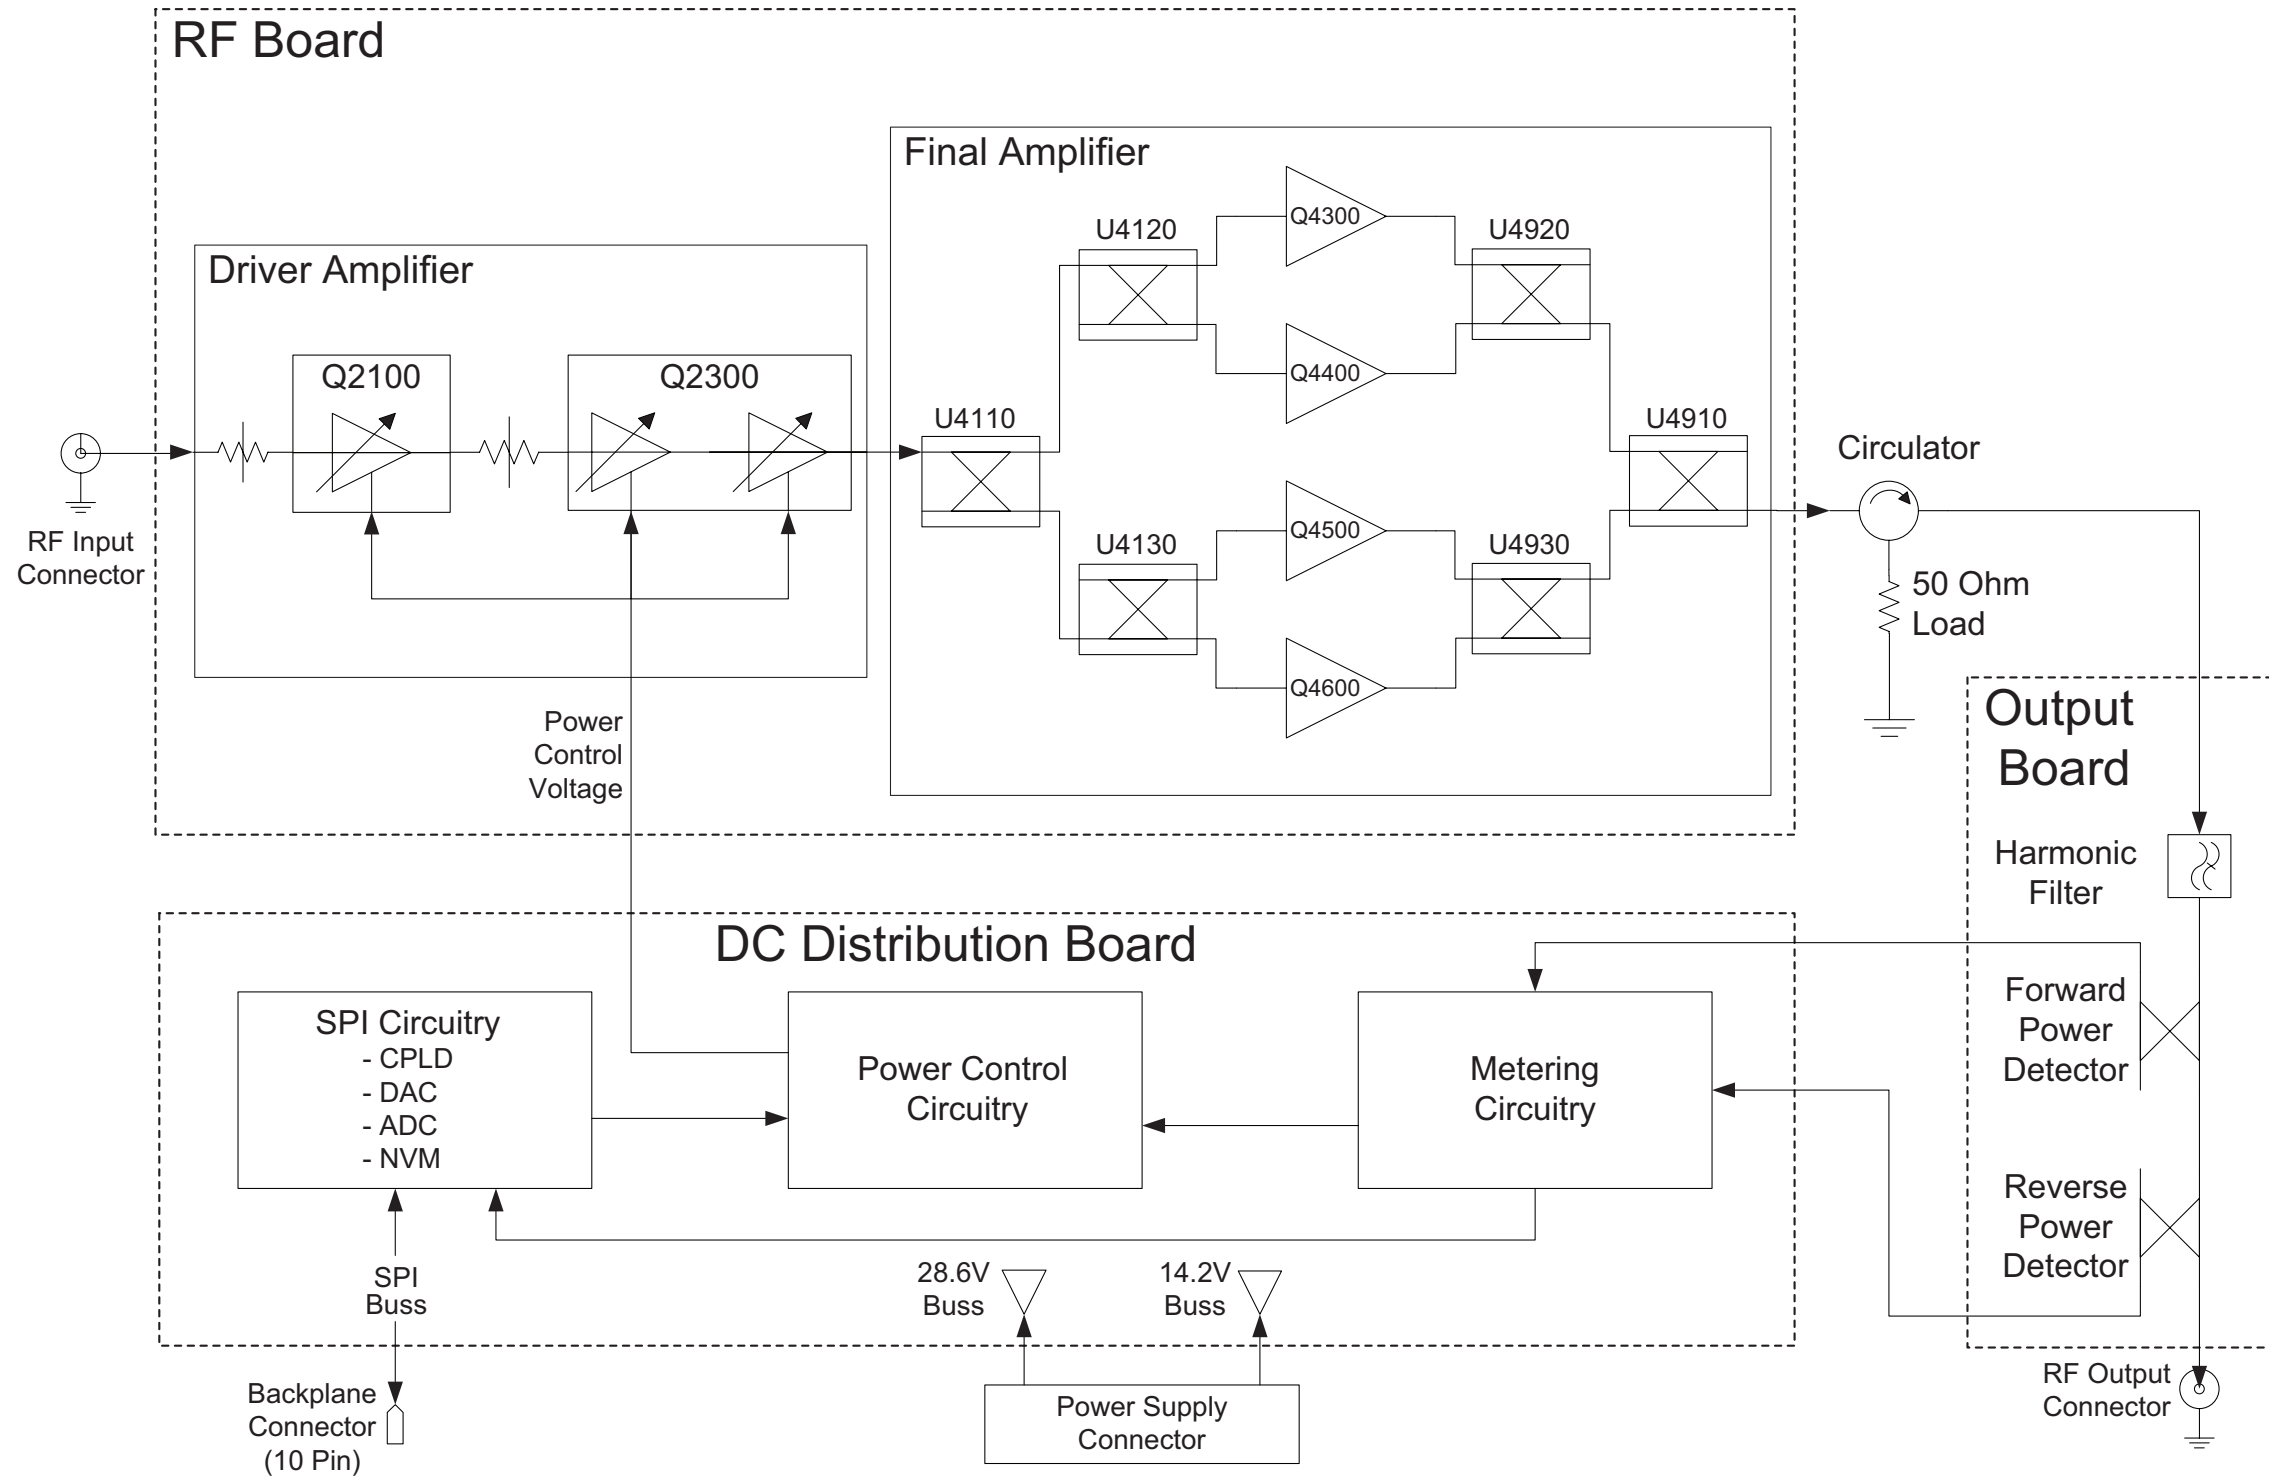 RF Board
Final Amplifier
Driver Amplifier
Q2100
Q2300
U4110
U4120
U4130
Q4300
Q4400
Q4500
Q4600
U4920
U4930
U4910
RF Input
Connector
Circulator
50 Ohm
Load
Power
Control
Voltage
Output
Board
Harmonic
Filter
Forward
Power
Detector
Reverse
Power
Detector
RF Output
Connector
DC Distribution Board
SPI Circuitry
- CPLD
- DAC
- ADC
- NVM
Power Control
Circuitry
Metering
Circuitry
SPI
Buss
28.6V
Buss
14.2V
Buss
Backplane
Connector
(10 Pin)
Power Supply
Connector